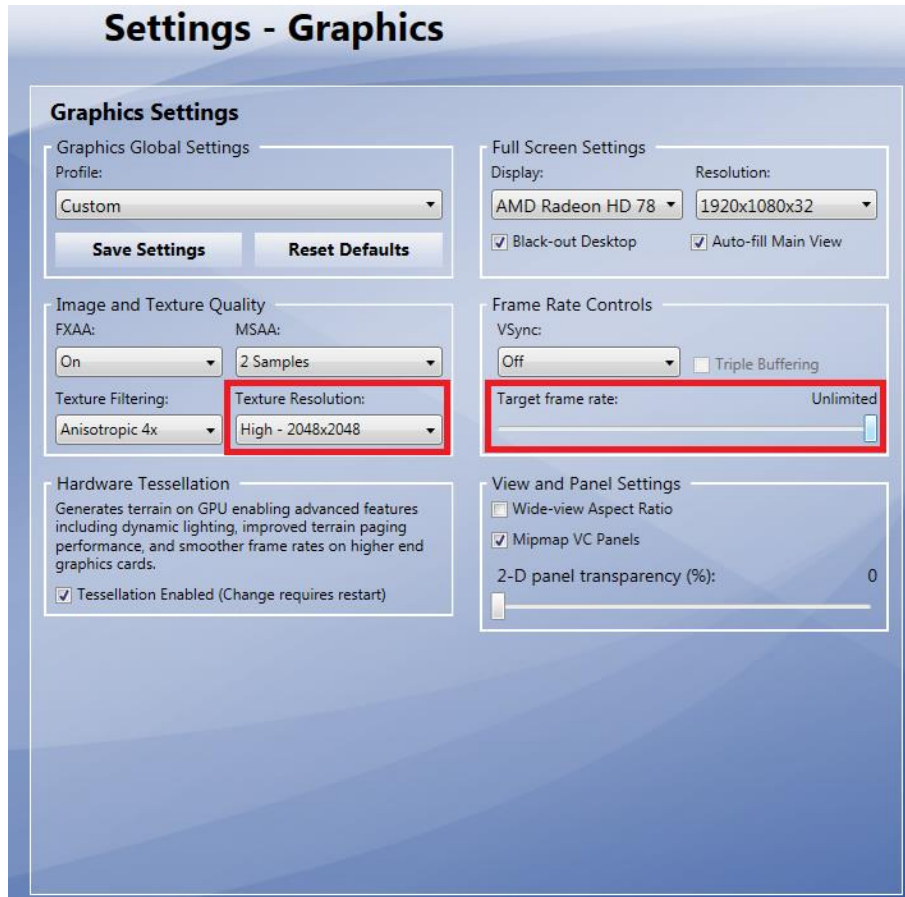 Settings - Graphics
Graphics Settings
Graphics Global Settings
Profile:
Custom
Save Settings
Reset Defaults
Full Screen Settings
Display:
Resolution:
AMD Radeon HD 78
1920x1080x32
Black-out Desktop
Auto-fill Main View
Image and Texture Quality
FXAA:
MSAA:
On
2 Samples
Texture Filtering:
Texture Resolution:
Anisotropic 4x
High - 2048x2048
Frame Rate Controls
VSync:
Off
Triple Buffering
Target frame rate:
Unlimited
Hardware Tessellation
Generates terrain on GPU enabling advanced features
including dynamic lighting, improved terrain paging
performance, and smoother frame rates on higher end
graphics cards.
Tessellation Enabled (Change requires restart)
View and Panel Settings
Wide-view Aspect Ratio
Mipmap VC Panels
2-D panel transparency (%):
0